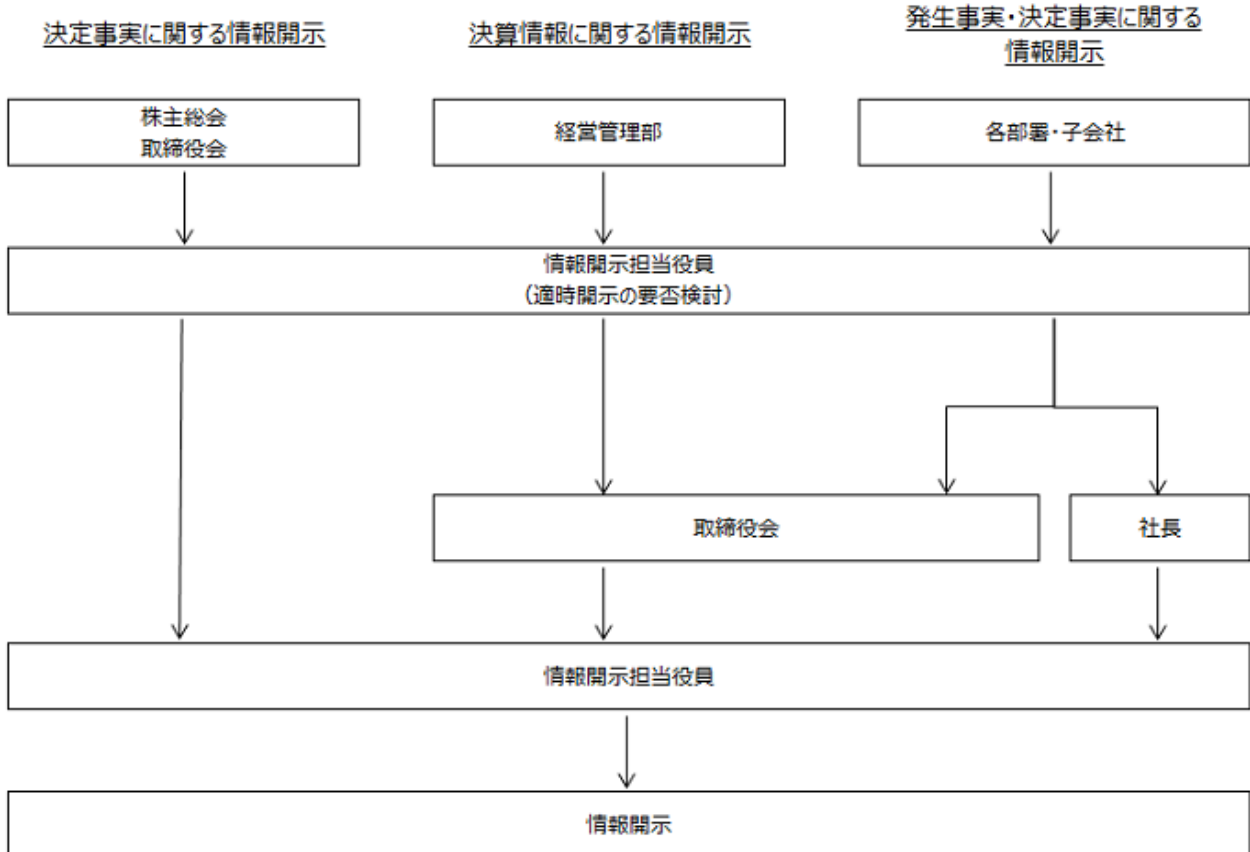 決定事実に関する情報開示
決算情報に関する情報開示
発生事実・決定事実に関する
情報開示
株主総会
取締役会
経営管理部
各部署・子会社
情報開示担当役員
（適時開示の要否検討）
取締役会
社長
情報開示担当役員
情報開示